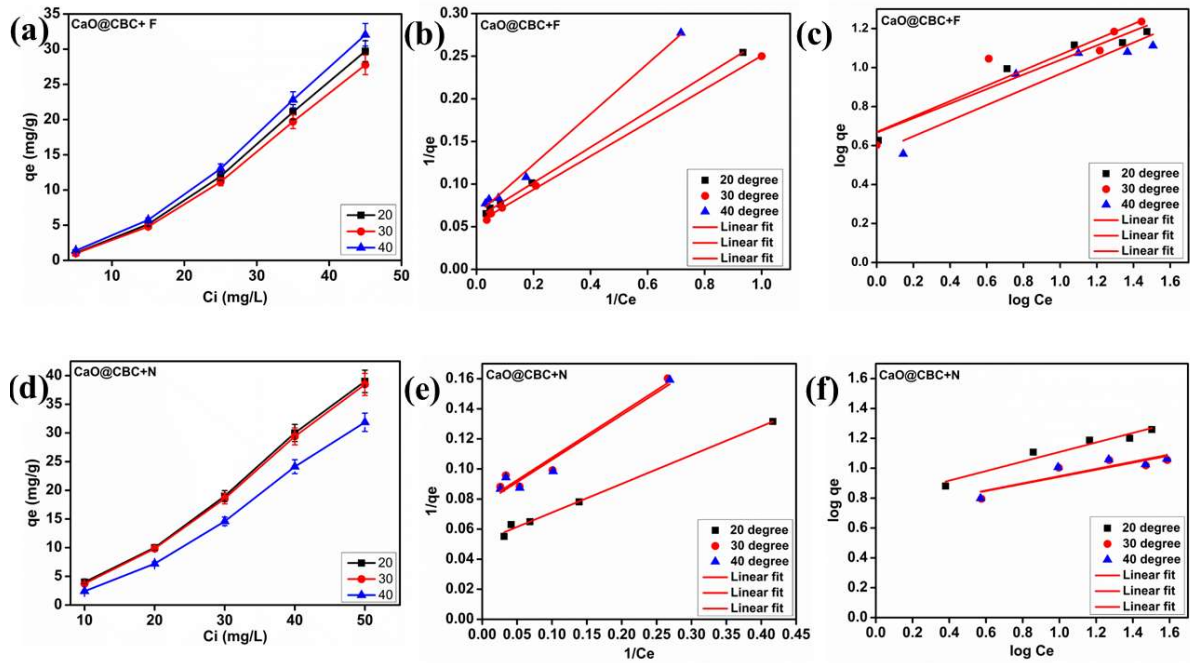 (a)
CaO@CBC+ F
35
30
25
20
15
10
5
0
qe (mg/g)
20
30
40
10
20
30
40
50
Ci (mg/L)
(b)
CaO@CBC+F
0.30
0.25
0.20
0.15
0.10
0.05
0.00
1/qe
20 degree
30 degree
40 degree
Linear fit
Linear fit
Linear fit
0.0
0.2
0.4
0.6
0.8
1.0
1/Ce
(c)
CaO@CBC+F
1.4
1.2
1.0
0.8
0.6
0.4
0.2
0.0
log qe
20 degree
30 degree
40 degree
Linear fit
Linear fit
Linear fit
0.0
0.2
0.4
0.6
0.8
1.0
1.2
1.4
1.6
log Ce
(d)
CaO@CBC+N
40
35
30
25
20
15
10
5
0
qe (mg/g)
20
30
40
10
20
30
40
50
Ci (mg/L)
(e)
CaO@CBC+N
0.16
0.14
0.12
0.10
0.08
0.06
0.04
0.02
0.00
1/qe
20 degree
30 degree
40 degree
Linear fit
Linear fit
Linear fit
0.00
0.05
0.10
0.15
0.20
0.25
0.30
0.35
0.40
0.45
1/Ce
(f)
CaO@CBC+N
1.6
1.4
1.2
1.0
0.8
0.6
0.4
0.2
0.0
log qe
20 degree
30 degree
40 degree
Linear fit
Linear fit
Linear fit
0.0
0.2
0.4
0.6
0.8
1.0
1.2
1.4
1.6
log Ce